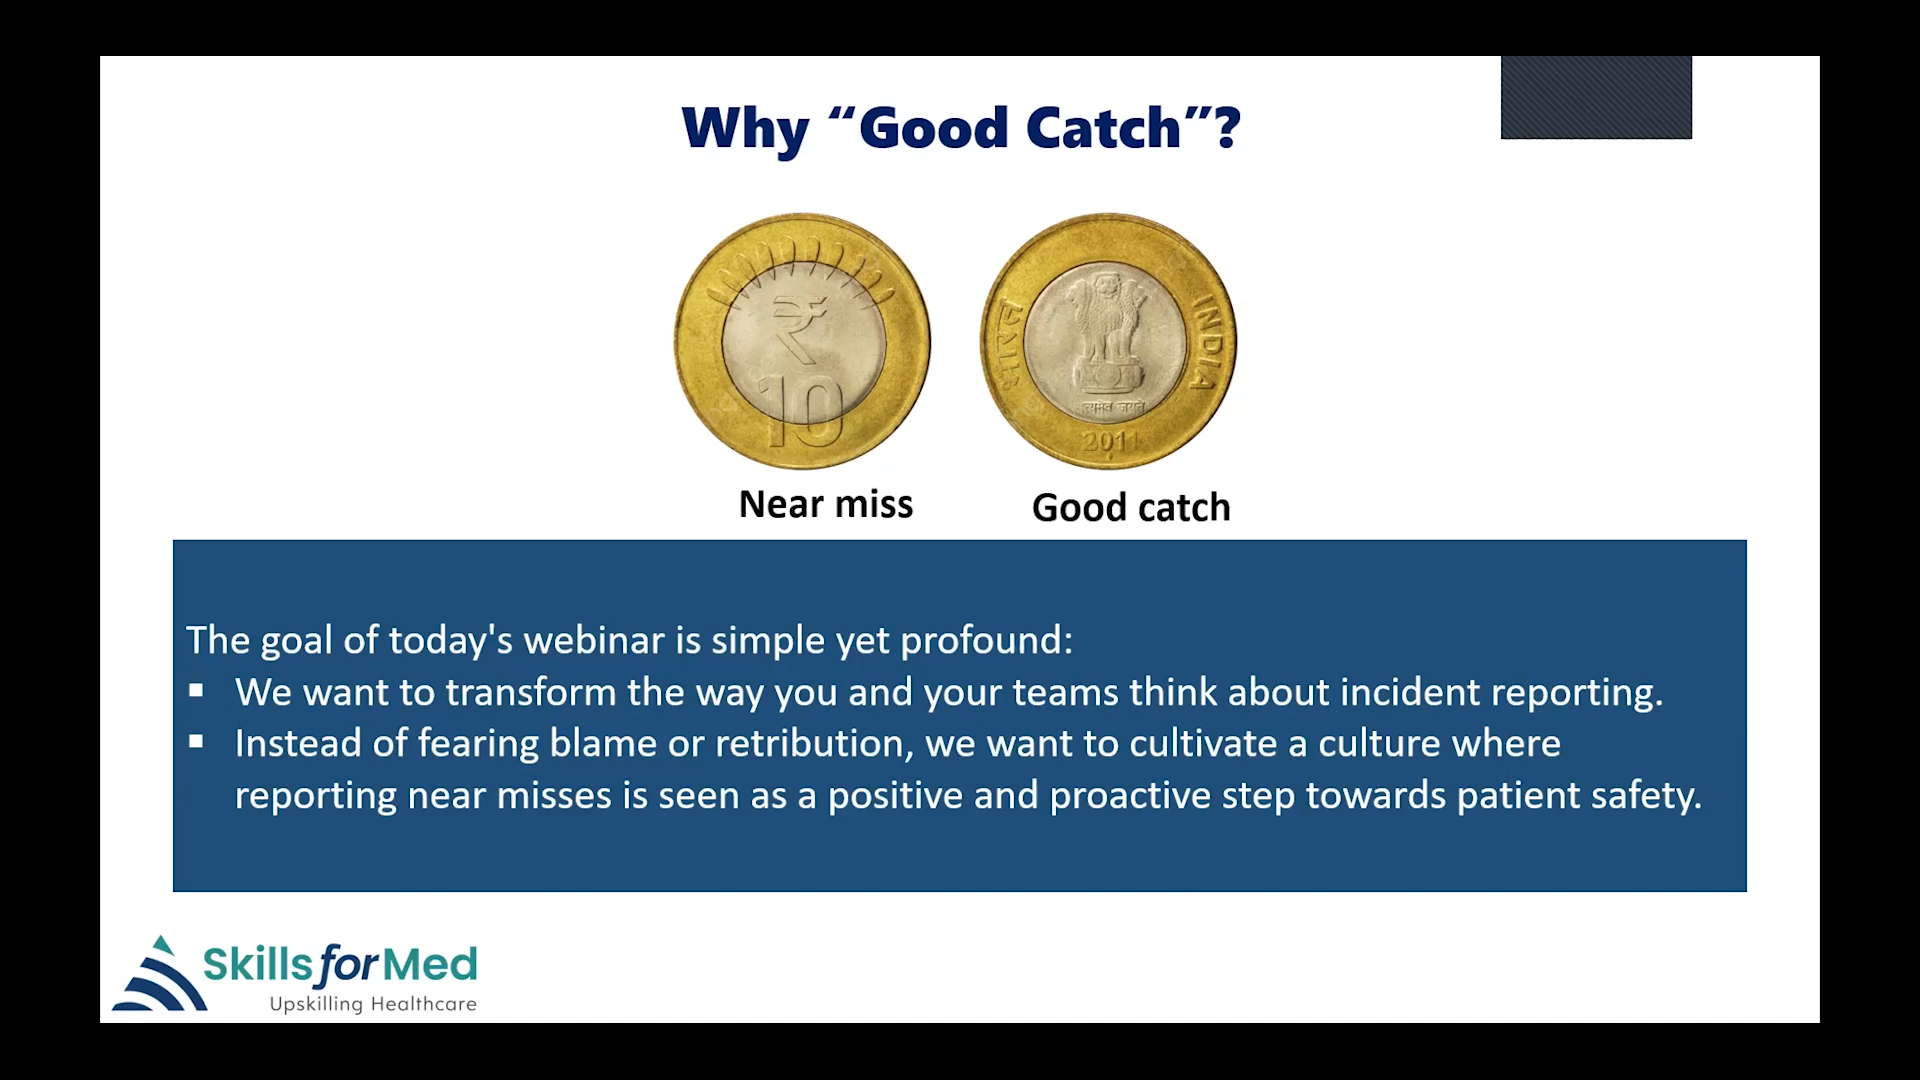 Why “Good Catch”?
₹
10
भारत
INDIA
सत्यमेव जयते
2011
Near miss
Good catch
The goal of today's webinar is simple yet profound:
▪ We want to transform the way you and your teams think about incident reporting.
▪ Instead of fearing blame or retribution, we want to cultivate a culture where
reporting near misses is seen as a positive and proactive step towards patient safety.
SkillsforMed
Upskilling Healthcare